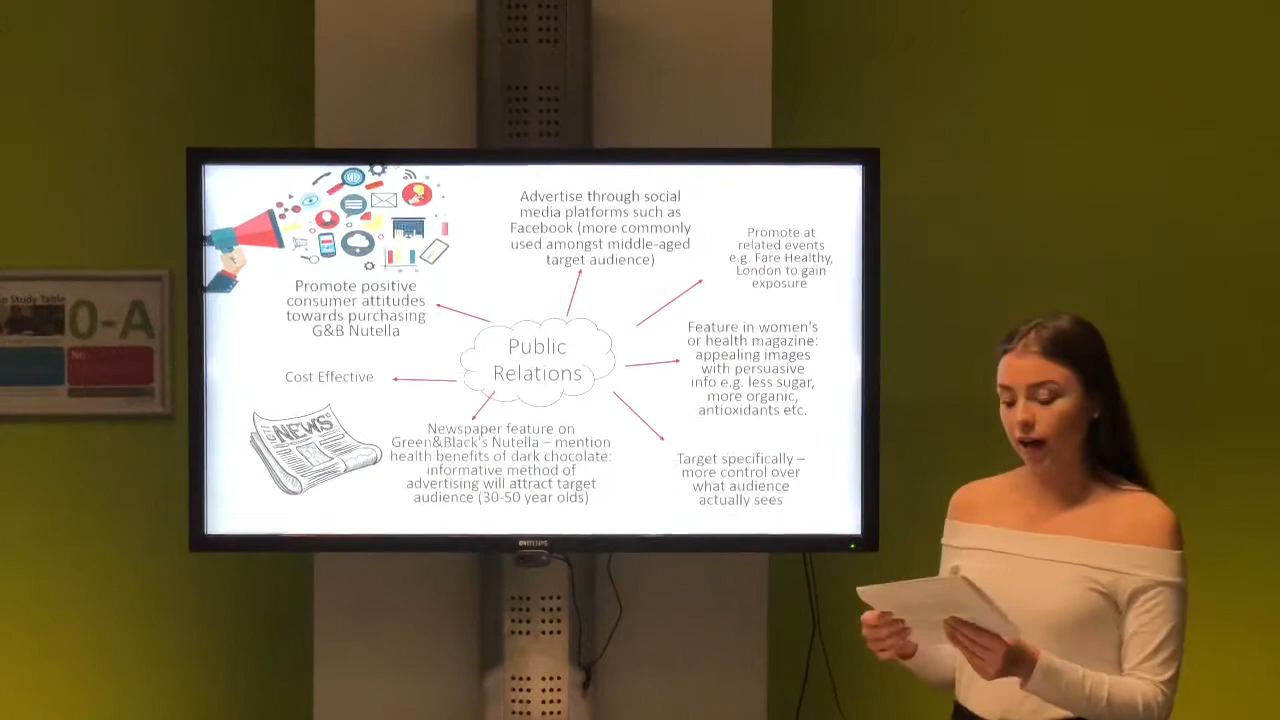 Advertise through social
media platforms such as
Facebook (more commonly
used amongst middle-aged
target audience)
Promote at
related events
e.g. Fare Healthy,
London to gain
exposure
Promote positive
consumer attitudes
towards purchasing
G&B Nutella
Public
Relations
Feature in women's
or health magazine:
appealing images
with persuasive
info e.g. less sugar,
more organic,
antioxidants etc.
Cost Effective
NEWS
Newspaper feature on
Green&Black's Nutella – mention
health benefits of dark chocolate:
informative method of
advertising will attract target
audience (30-50 year olds)
Target specifically –
more control over
what audience
actually sees
PHILIPS
Study Table
0-A